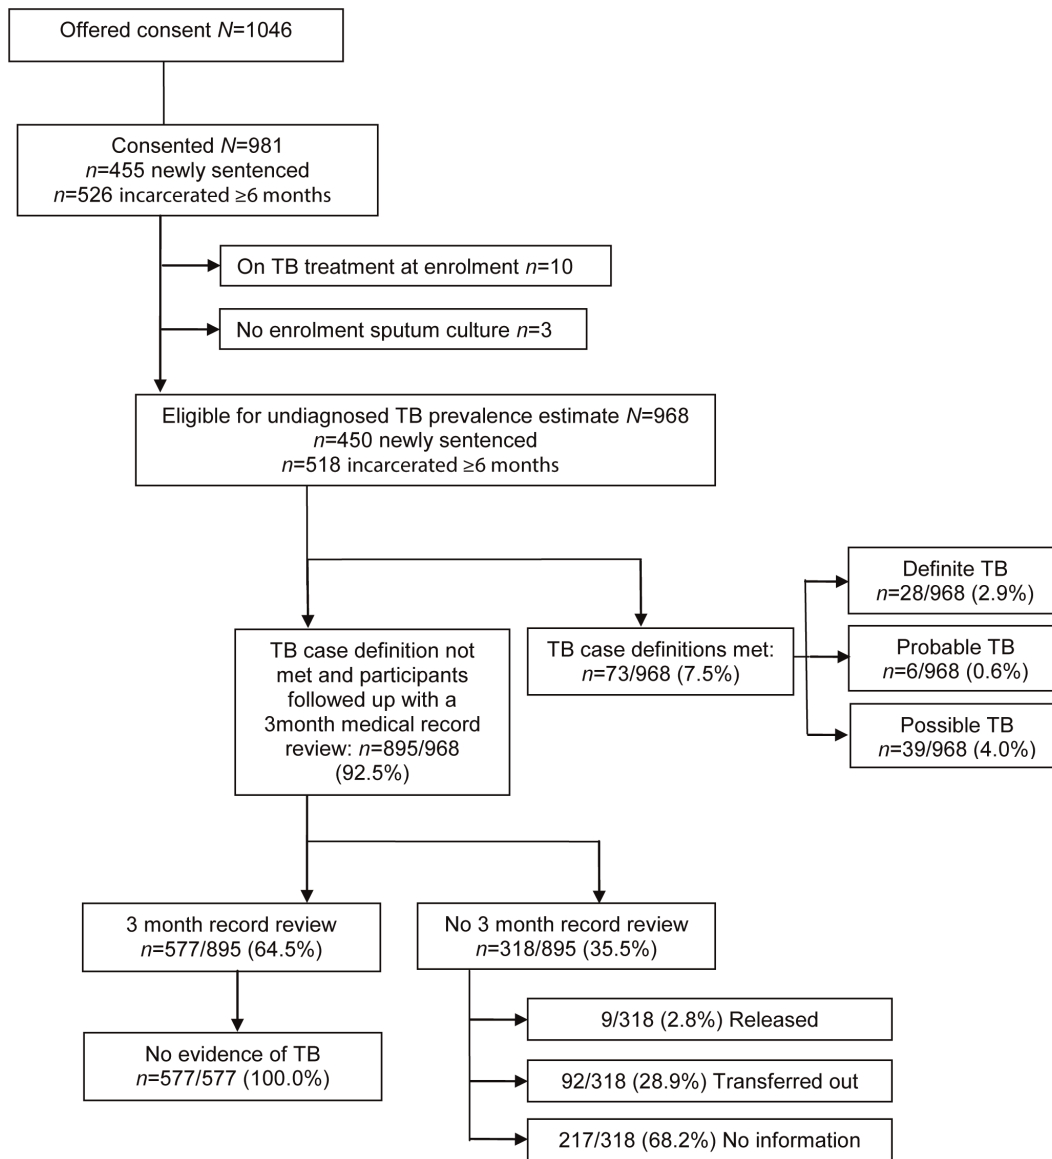 Offered consent N=1046
Consented N=981
n=455 newly sentenced
n=526 incarcerated ≥6 months
On TB treatment at enrolment n=10
No enrolment sputum culture n=3
Eligible for undiagnosed TB prevalence estimate N=968
n=450 newly sentenced
n=518 incarcerated ≥6 months
TB case definition not
met and participants
followed up with a
3month medical record
review: n=895/968
(92.5%)
TB case definitions met:
n=73/968 (7.5%)
Definite TB
n=28/968 (2.9%)
Probable TB
n=6/968 (0.6%)
Possible TB
n=39/968 (4.0%)
3 month record review
n=577/895 (64.5%)
No 3 month record review
n=318/895 (35.5%)
No evidence of TB
n=577/577 (100.0%)
9/318 (2.8%) Released
92/318 (28.9%) Transferred out
217/318 (68.2%) No information